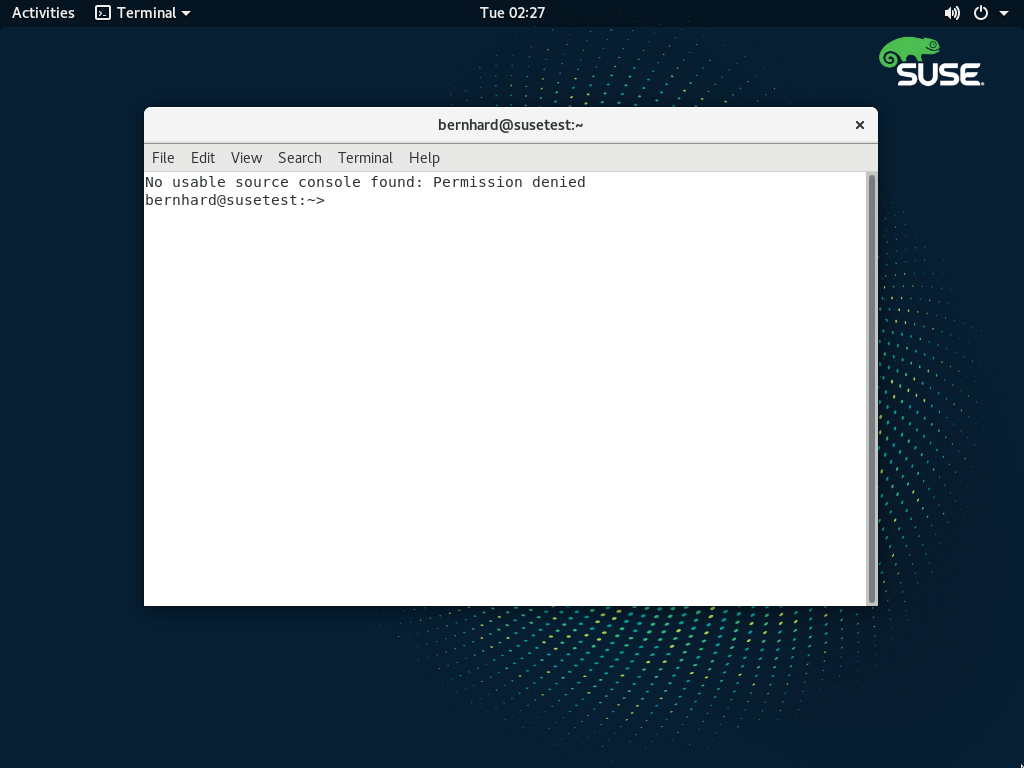 Activities Terminal Tue 02:27
SUSE
bernhard@susetest:~
File Edit View Search Terminal Help
No usable source console found: Permission denied
bernhard@susetest:~>